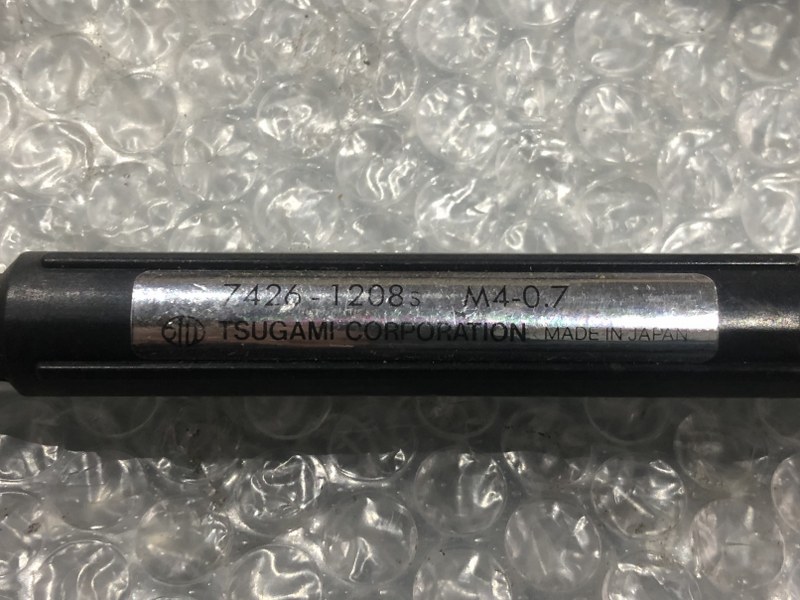 7426-1208s M4-0.7
TSUGAMI CORPORATION MADE IN JAPAN